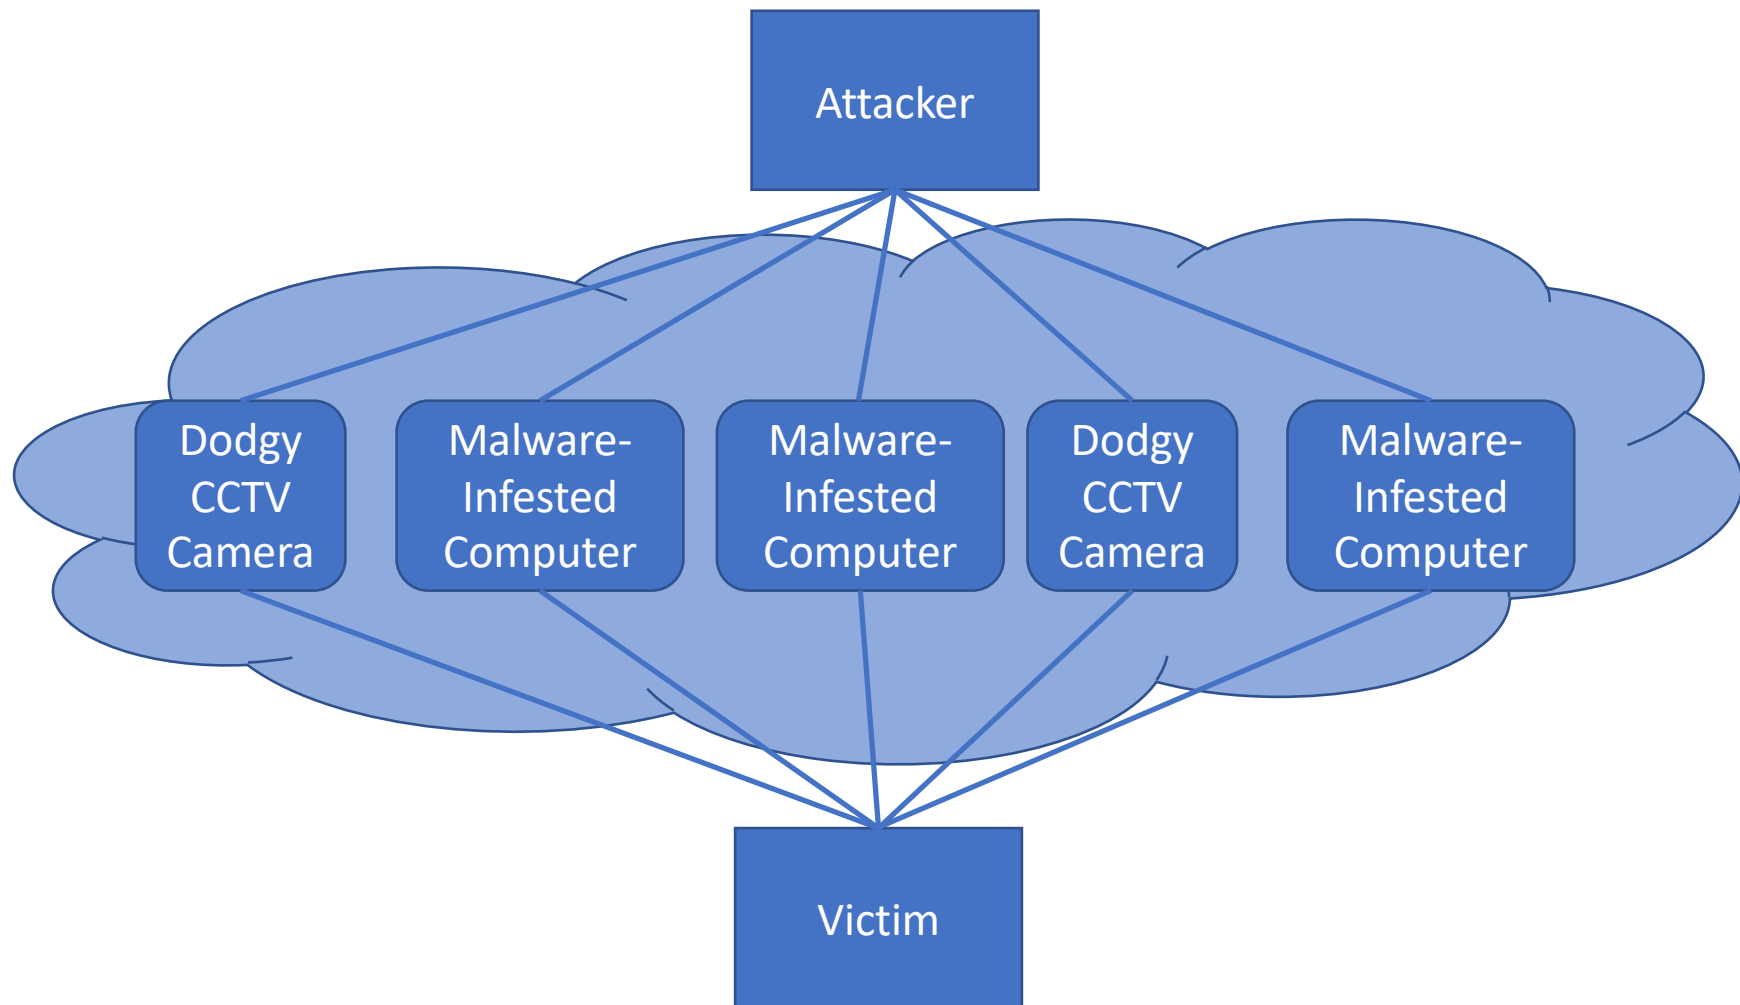 Attacker
Dodgy
CCTV
Camera
Malware-
Infested
Computer
Malware-
Infested
Computer
Dodgy
CCTV
Camera
Malware-
Infested
Computer
Victim